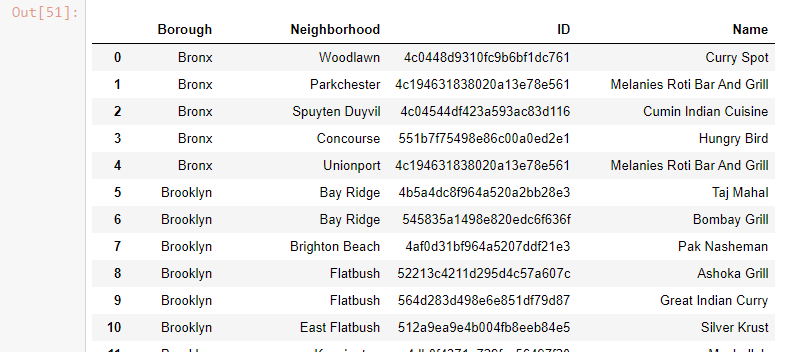 Out[51]:
Borough Neighborhood ID Name
0 Bronx Woodlawn 4c0448d9310fc9b6bf1dc761 Curry Spot
1 Bronx Parkchester 4c194631838020a13e78e561 Melanies Roti Bar And Grill
2 Bronx Spuyten Duyvil 4c04544df423a593ac83d116 Cumin Indian Cuisine
3 Bronx Concourse 551b7f75498e86c00a0ed2e1 Hungry Bird
4 Bronx Unionport 4c194631838020a13e78e561 Melanies Roti Bar And Grill
5 Brooklyn Bay Ridge 4b5a4dc8f964a520a2bb28e3 Taj Mahal
6 Brooklyn Bay Ridge 545835a1498e820edc6f636f Bombay Grill
7 Brooklyn Brighton Beach 4af0d31bf964a5207ddf21e3 Pak Nasheman
8 Brooklyn Flatbush 52213c4211d295d4c57a607c Ashoka Grill
9 Brooklyn Flatbush 564d283d498e6e851df79d87 Great Indian Curry
10 Brooklyn East Flatbush 512a9ea9e4b004fb8eeb84e5 Silver Krust
11 Brooklyn